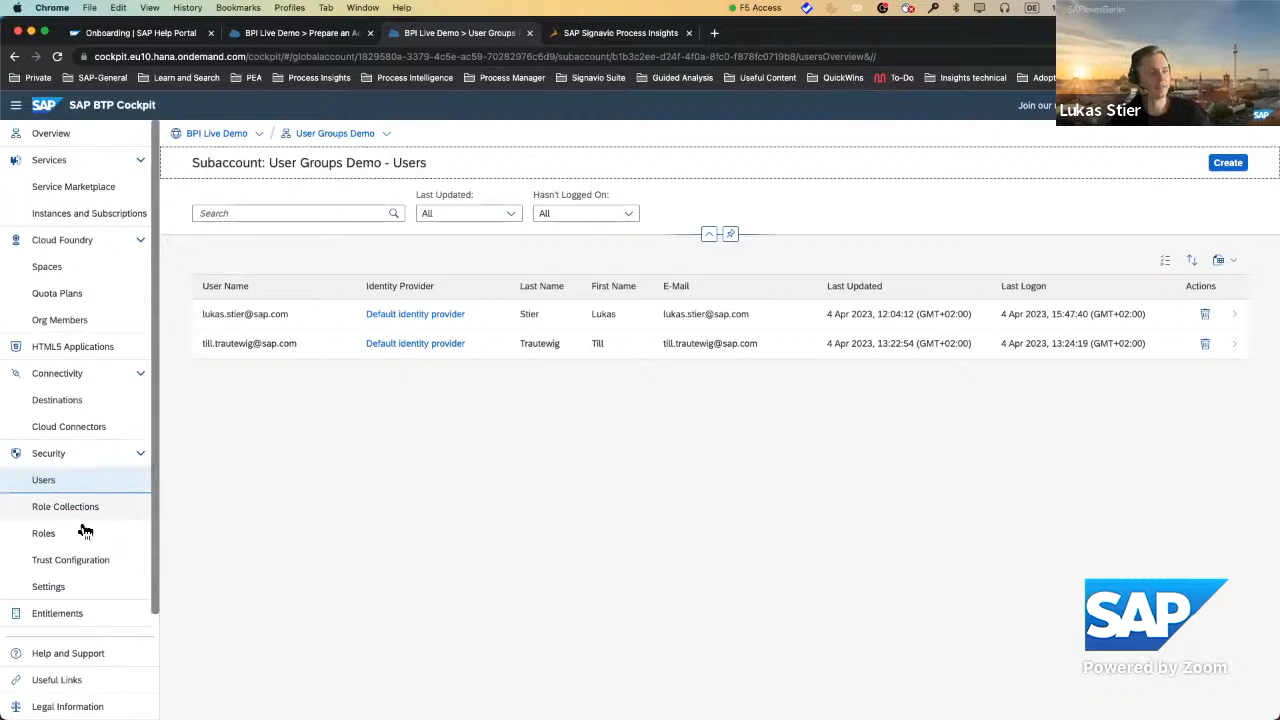 Chrome File Edit View History Bookmarks Profiles Tab Window Help
F5 Access
DE
SAPlovesBerlin
Onboarding | SAP Help Portal
BPI Live Demo > Prepare an Ac
BPI Live Demo > User Groups
SAP Signavio Process Insights
cockpit.eu10.hana.ondemand.com/cockpit/#/globalaccount/1829580a-3379-4c5e-ac59-70282976c6d9/subaccount/b1b3c2ee-d24f-4f0a-8fc0-f878fc0719b8/usersOverview&//
Private SAP-General Learn and Search PEA Process Insights Process Intelligence Process Manager Signavio Suite Guided Analysis Useful Content QuickWins To-Do Insights technical Adopt
SAP SAP BTP Cockpit
Join our
Lukas Stier
SAP
Overview
Services
Service Marketplace
Instances and Subscriptions
Cloud Foundry
Spaces
Quota Plans
Org Members
HTML5 Applications
Connectivity
Destinations
Cloud Connectors
Security
Users
Role Collections
Roles
Trust Configuration
Settings
Entitlements
Help and Support
Useful Links
Legal Information
BPI Live Demo / User Groups Demo
Subaccount: User Groups Demo - Users
Create
Last Updated: Hasn't Logged On:
Search All All
User Name Identity Provider Last Name First Name E-Mail Last Updated Last Logon Actions
lukas.stier@sap.com Default identity provider Stier Lukas lukas.stier@sap.com 4 Apr 2023, 12:04:12 (GMT+02:00) 4 Apr 2023, 15:47:40 (GMT+02:00)
till.trautewig@sap.com Default identity provider Trautewig Till till.trautewig@sap.com 4 Apr 2023, 13:22:54 (GMT+02:00) 4 Apr 2023, 13:24:19 (GMT+02:00)
SAP
Powered by Zoom